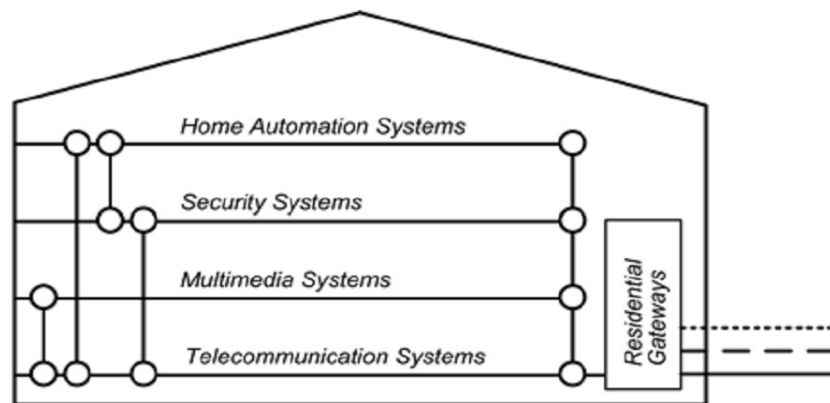 Home Automation Systems
Security Systems
Multimedia Systems
Telecommunication Systems
Residential
Gateways